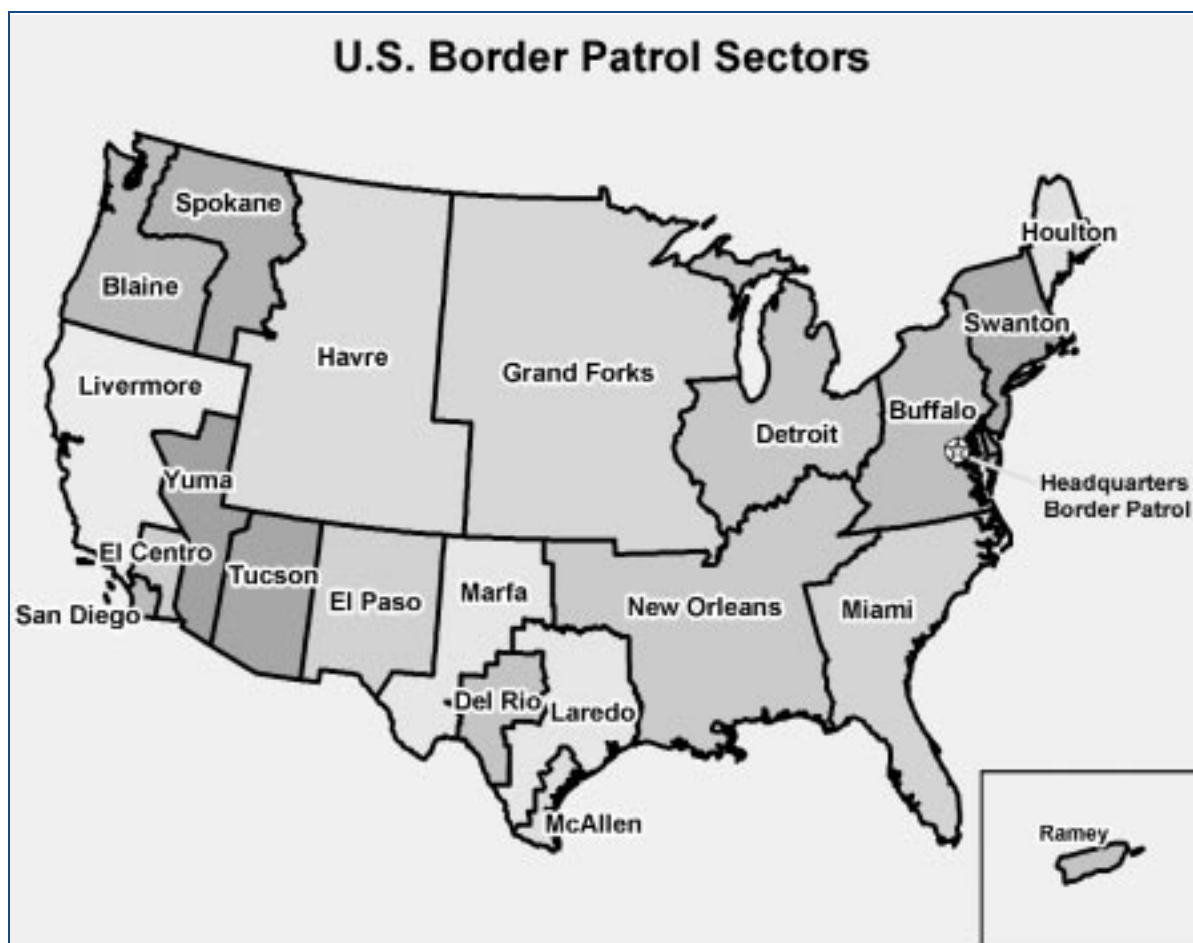 U.S. Border Patrol Sectors
Spokane
Houlton
Blaine
Swanton
Havre
Livermore
Grand Forks
Buffalo
Detroit
Yuma
Headquarters
Border Patrol
El Centro
Tucson
El Paso
Marfa
New Orleans
Miami
San Diego
Del Rio
Laredo
McAllen
Ramey